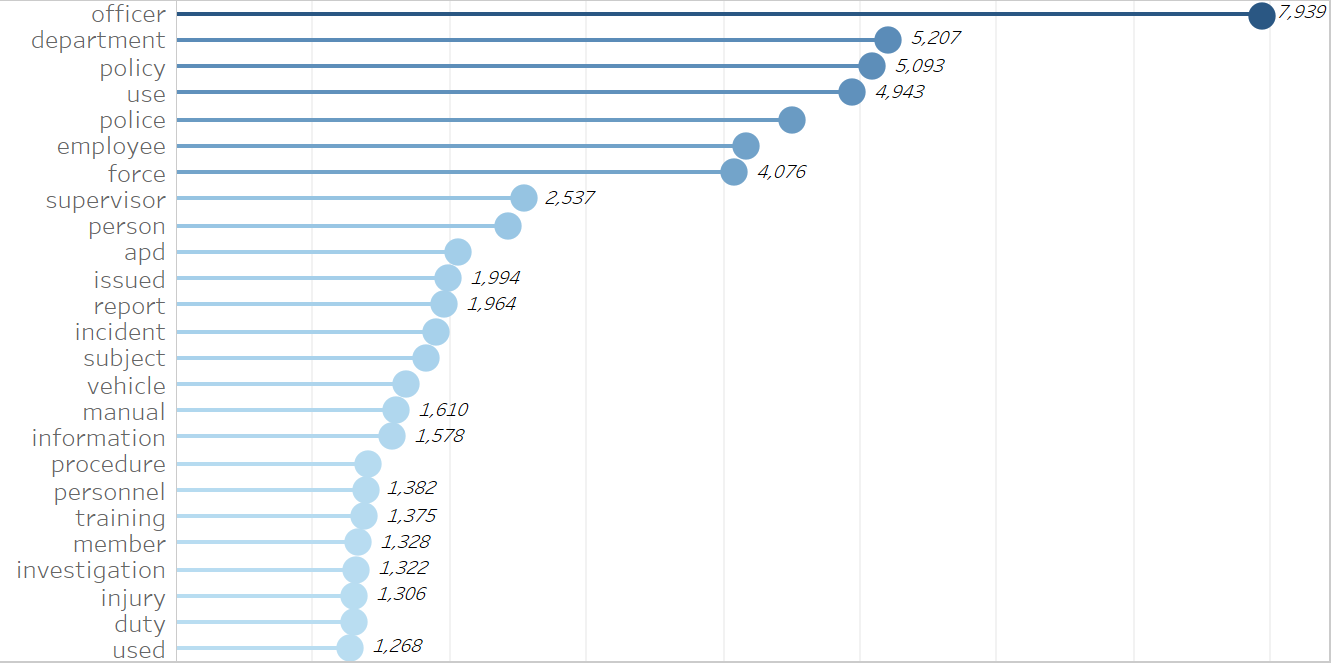 officer 7,939
department 5,207
policy 5,093
use 4,943
police
employee
force 4,076
supervisor 2,537
person
apd
issued 1,994
report 1,964
incident
subject
vehicle
manual 1,610
information 1,578
procedure
personnel 1,382
training 1,375
member 1,328
investigation 1,322
injury 1,306
duty
used 1,268